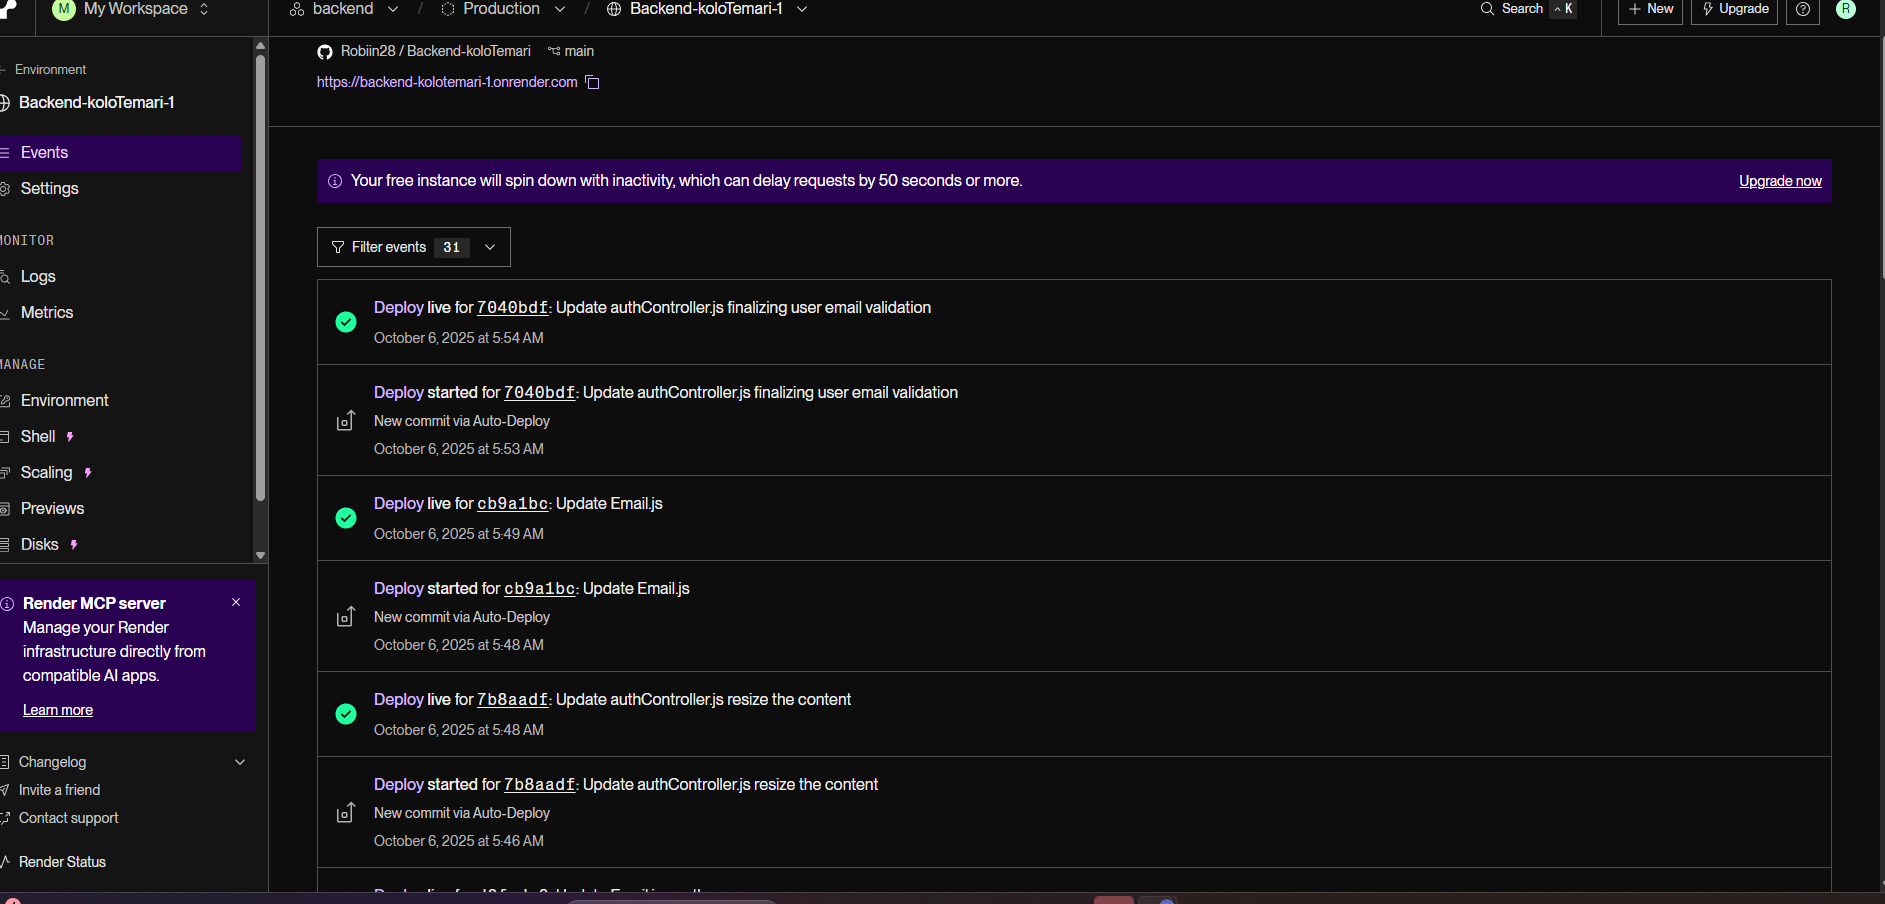 M My Workspace
backend / Production / Backend-koloTemari-1
Search ^ K
+ New
Upgrade
R
Environment
Backend-koloTemari-1
Events
Settings
MONITOR
Logs
Metrics
MANAGE
Environment
Shell
Scaling
Previews
Disks
Render MCP server
Manage your Render
infrastructure directly from
compatible AI apps.
Learn more
Changelog
Invite a friend
Contact support
Render Status
Robiin28 / Backend-koloTemari main
https://backend-kolotemari-1.onrender.com
Your free instance will spin down with inactivity, which can delay requests by 50 seconds or more.
Upgrade now
Filter events 31
Deploy live for 7040bdf: Update authController.js finalizing user email validation
October 6, 2025 at 5:54 AM
Deploy started for 7040bdf: Update authController.js finalizing user email validation
New commit via Auto-Deploy
October 6, 2025 at 5:53 AM
Deploy live for cb9a1bc: Update Email.js
October 6, 2025 at 5:49 AM
Deploy started for cb9a1bc: Update Email.js
New commit via Auto-Deploy
October 6, 2025 at 5:48 AM
Deploy live for 7b8aadf: Update authController.js resize the content
October 6, 2025 at 5:48 AM
Deploy started for 7b8aadf: Update authController.js resize the content
New commit via Auto-Deploy
October 6, 2025 at 5:46 AM